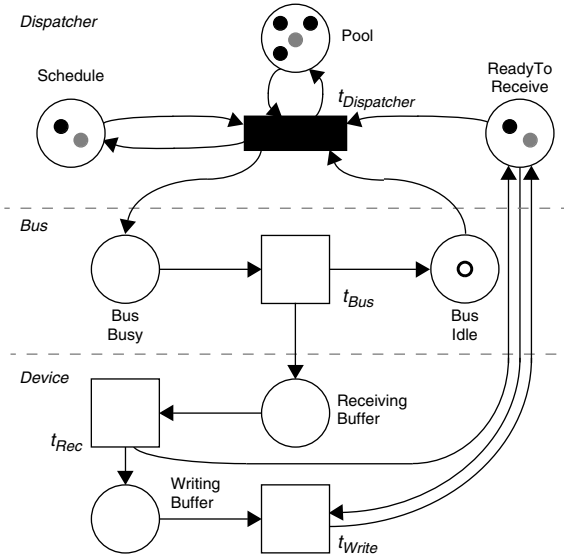 Dispatcher
Pool
Schedule
ReadyTo
Receive
tDispatcher
Bus
Bus
Busy
tBus
Bus
Idle
Device
Receiving
Buffer
tRec
Writing
Buffer
tWrite